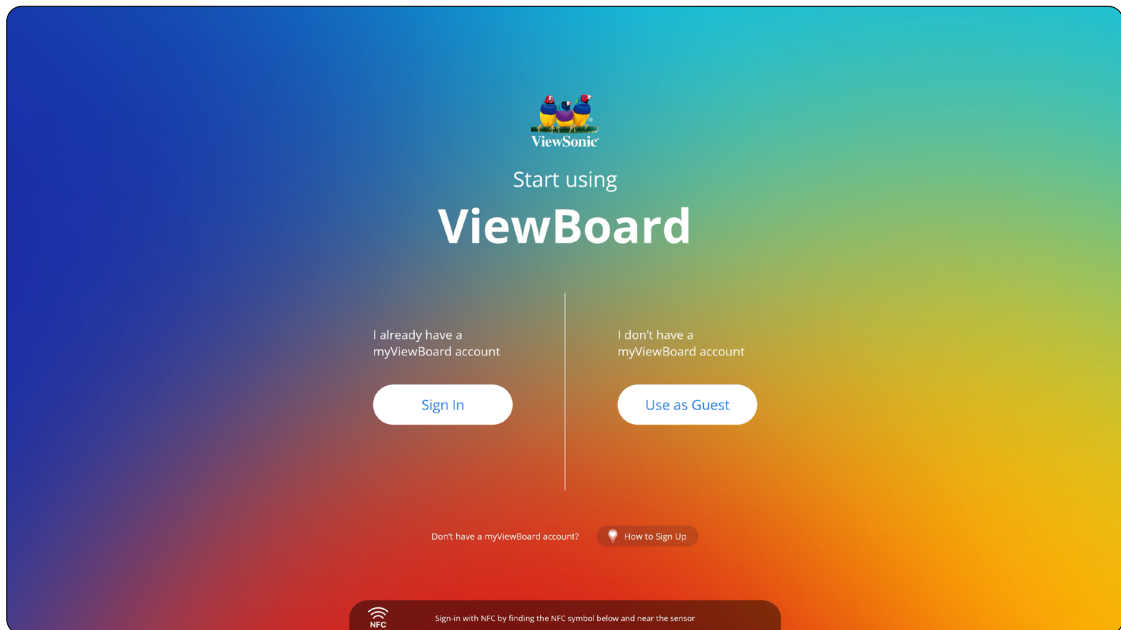 ViewSonic
Start using
ViewBoard
I already have a
myViewBoard account
Sign In
I don't have a
myViewBoard account
Use as Guest
Don't have a myViewBoard account?
How to Sign Up
NFC
Sign-in with NFC by finding the NFC symbol below and near the sensor